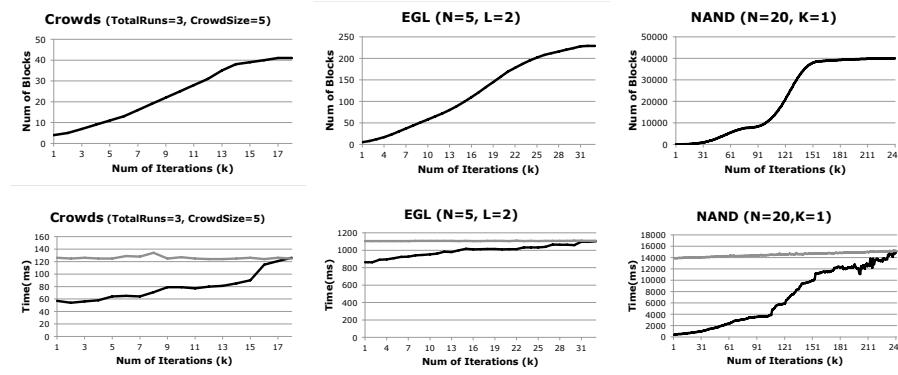 Crowds (TotalRuns=3, CrowdSize=5)
Num of Blocks
50
40
30
20
10
0
1 3 5 7 9 11 13 15 17
Num of Iterations (k)
EGL (N=5, L=2)
Num of Blocks
250
200
150
100
50
0
1 4 7 10 13 16 19 22 25 28 31
Num of Iterations (k)
NAND (N=20, K=1)
Num of Blocks
50000
40000
30000
20000
10000
0
1 31 61 91 121 151 181 211 24
Num of Iterations (k)
Crowds (TotalRuns=3, CrowdSize=5)
Time(ms)
160
140
120
100
80
60
40
20
0
1 3 5 7 9 11 13 15 17
Num of Iterations (k)
EGL (N=5, L=2)
Time(ms)
1200
1000
800
600
400
200
0
1 4 7 10 13 16 19 22 25 28 31
Num of Iterations (k)
NAND (N=20,K=1)
Time(ms)
18000
16000
14000
12000
10000
8000
6000
4000
2000
0
1 31 61 91 121 151 181 211 24
Num of Iterations (k)